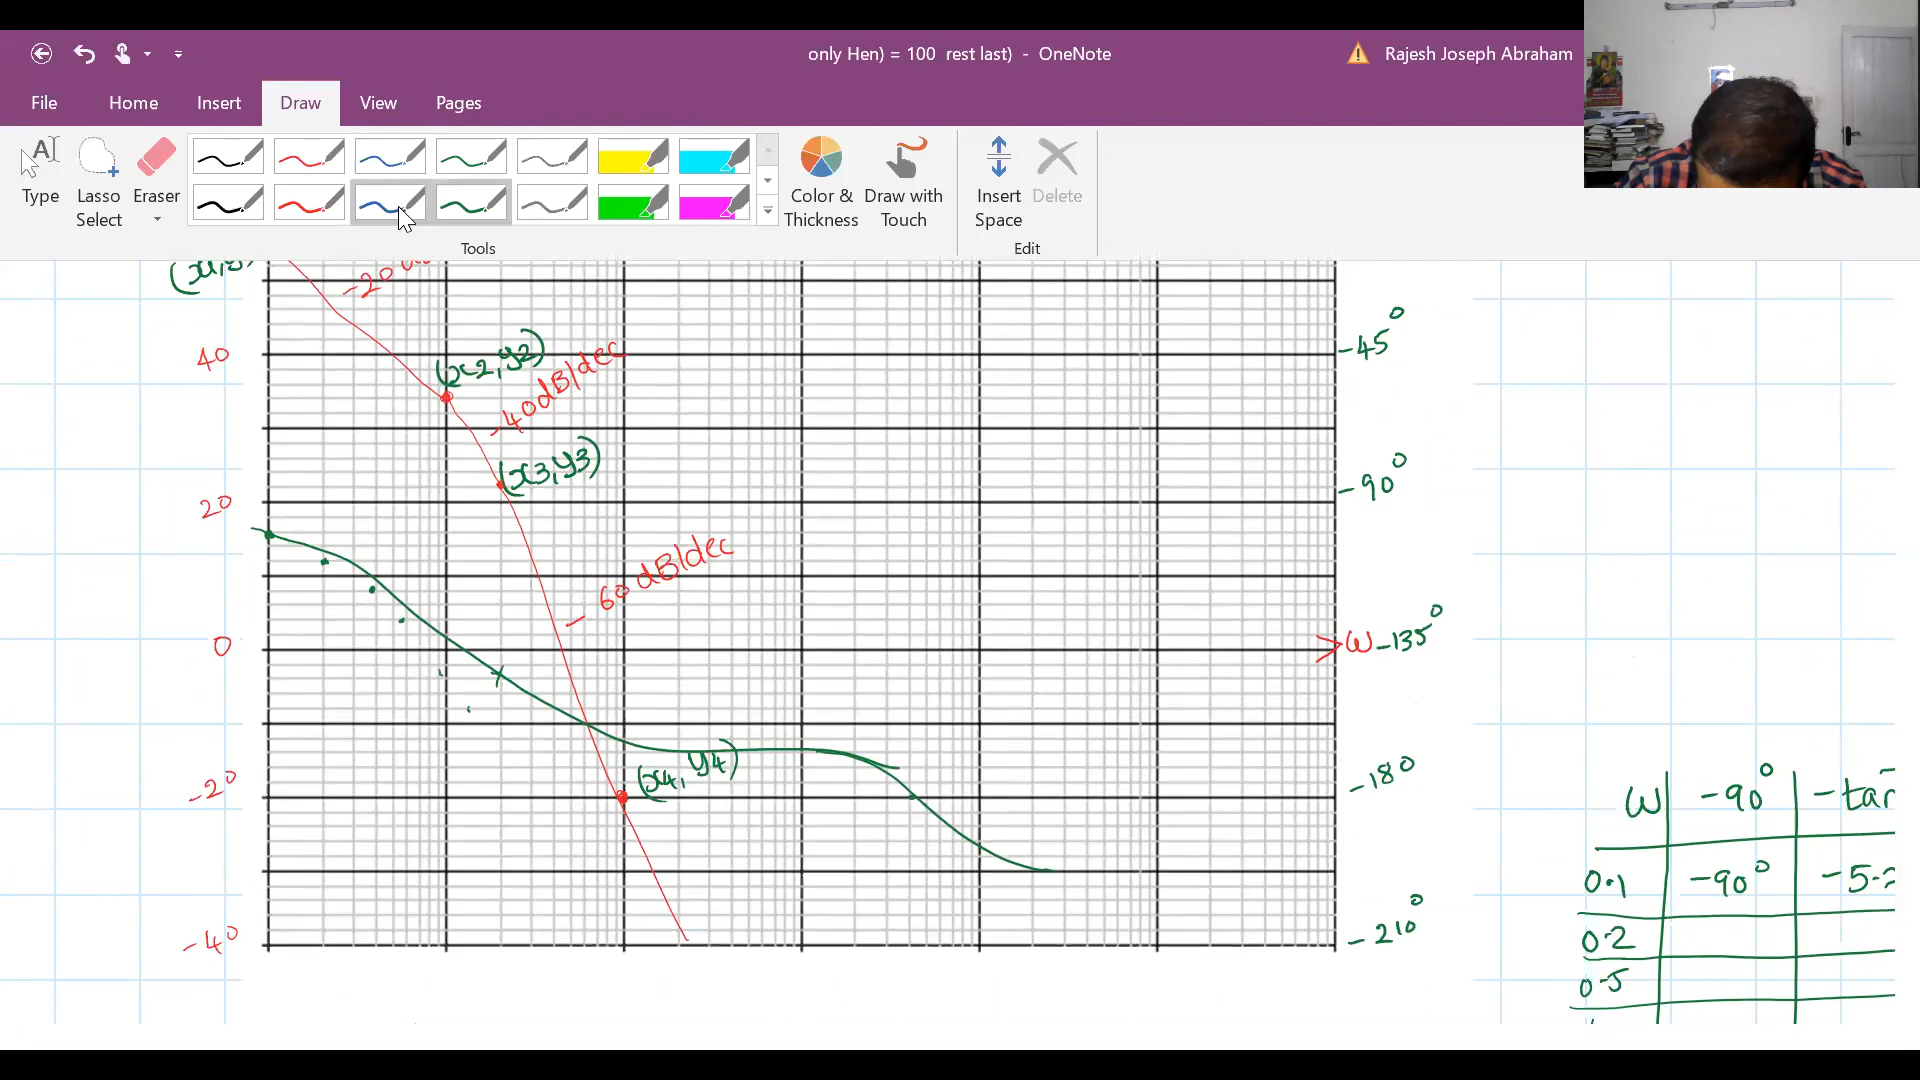 only Hen) = 100 rest last) - OneNote
Rajesh Joseph Abraham
File Home Insert Draw View Pages
Type
Lasso Select
Eraser
Color & Thickness
Draw with Touch
Insert Space
Delete
Tools
Edit
-20
40
(x2,y2)
-40dB/dec
-45°
(x3,y3)
-90°
20
-60dB/dec
0
ω -135°
(x4,y4)
-20
-180
-40
-210°
ω -90° -tan
0.1 -90° -5.
0.2
0.5